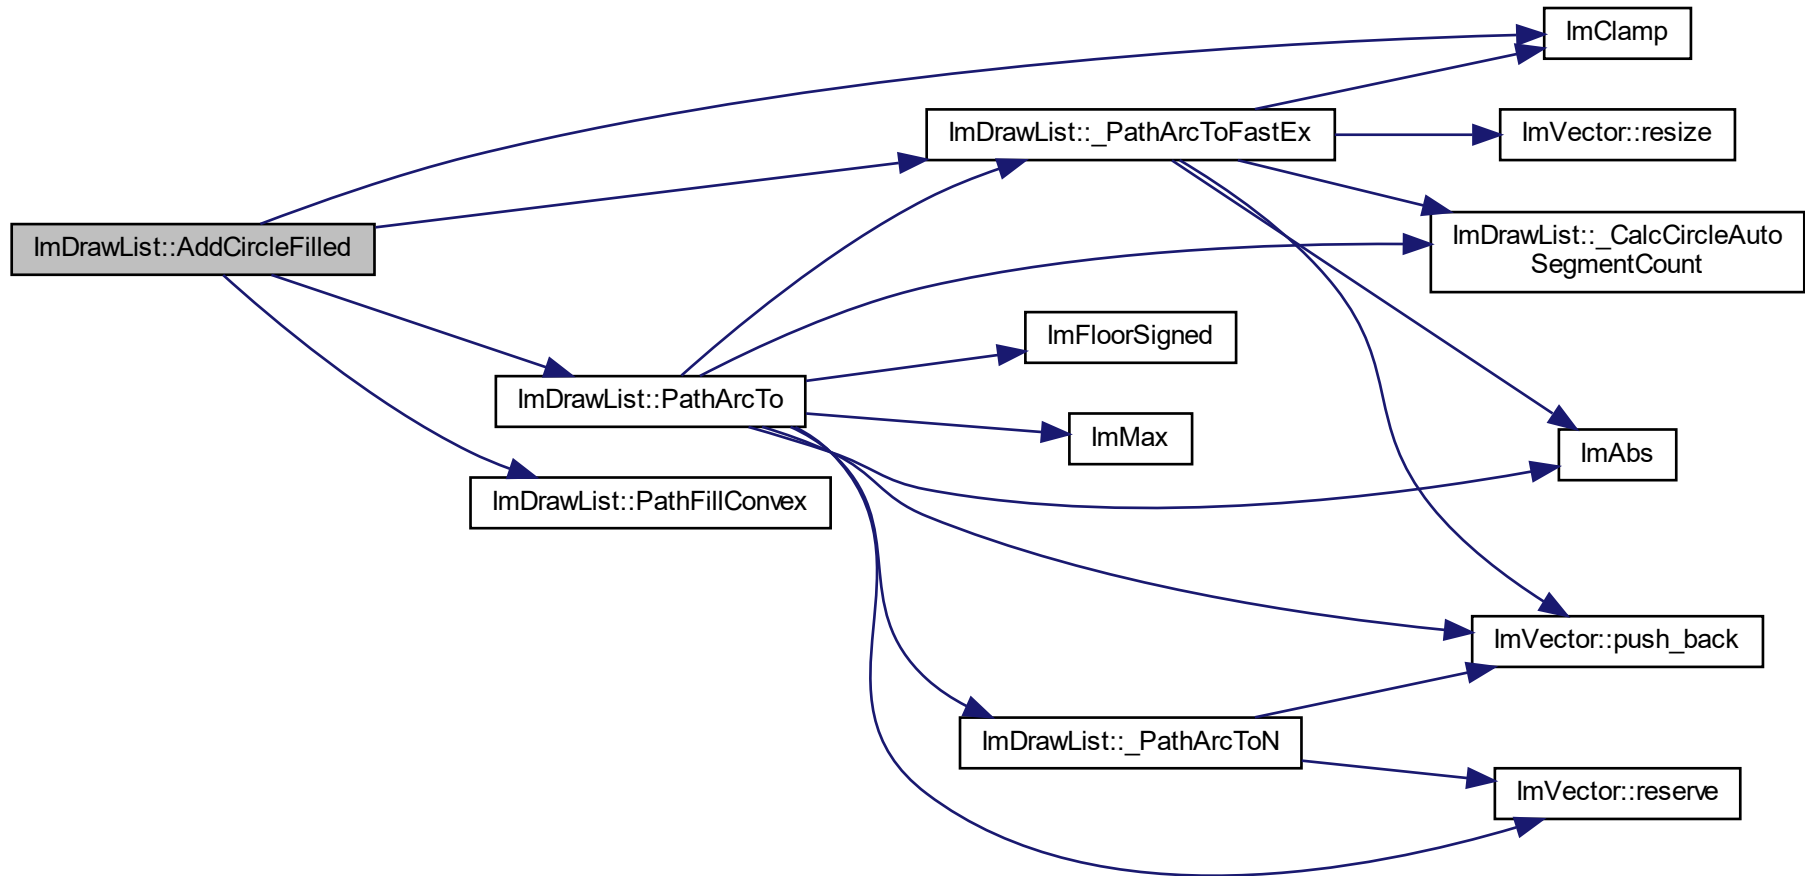 ImClamp
ImDrawList::_PathArcToFastEx
ImVector::resize
ImDrawList::AddCircleFilled
ImDrawList::_CalcCircleAuto
SegmentCount
ImFloorSigned
ImDrawList::PathArcTo
ImMax
ImAbs
ImDrawList::PathFillConvex
ImVector::push_back
ImDrawList::_PathArcToN
ImVector::reserve